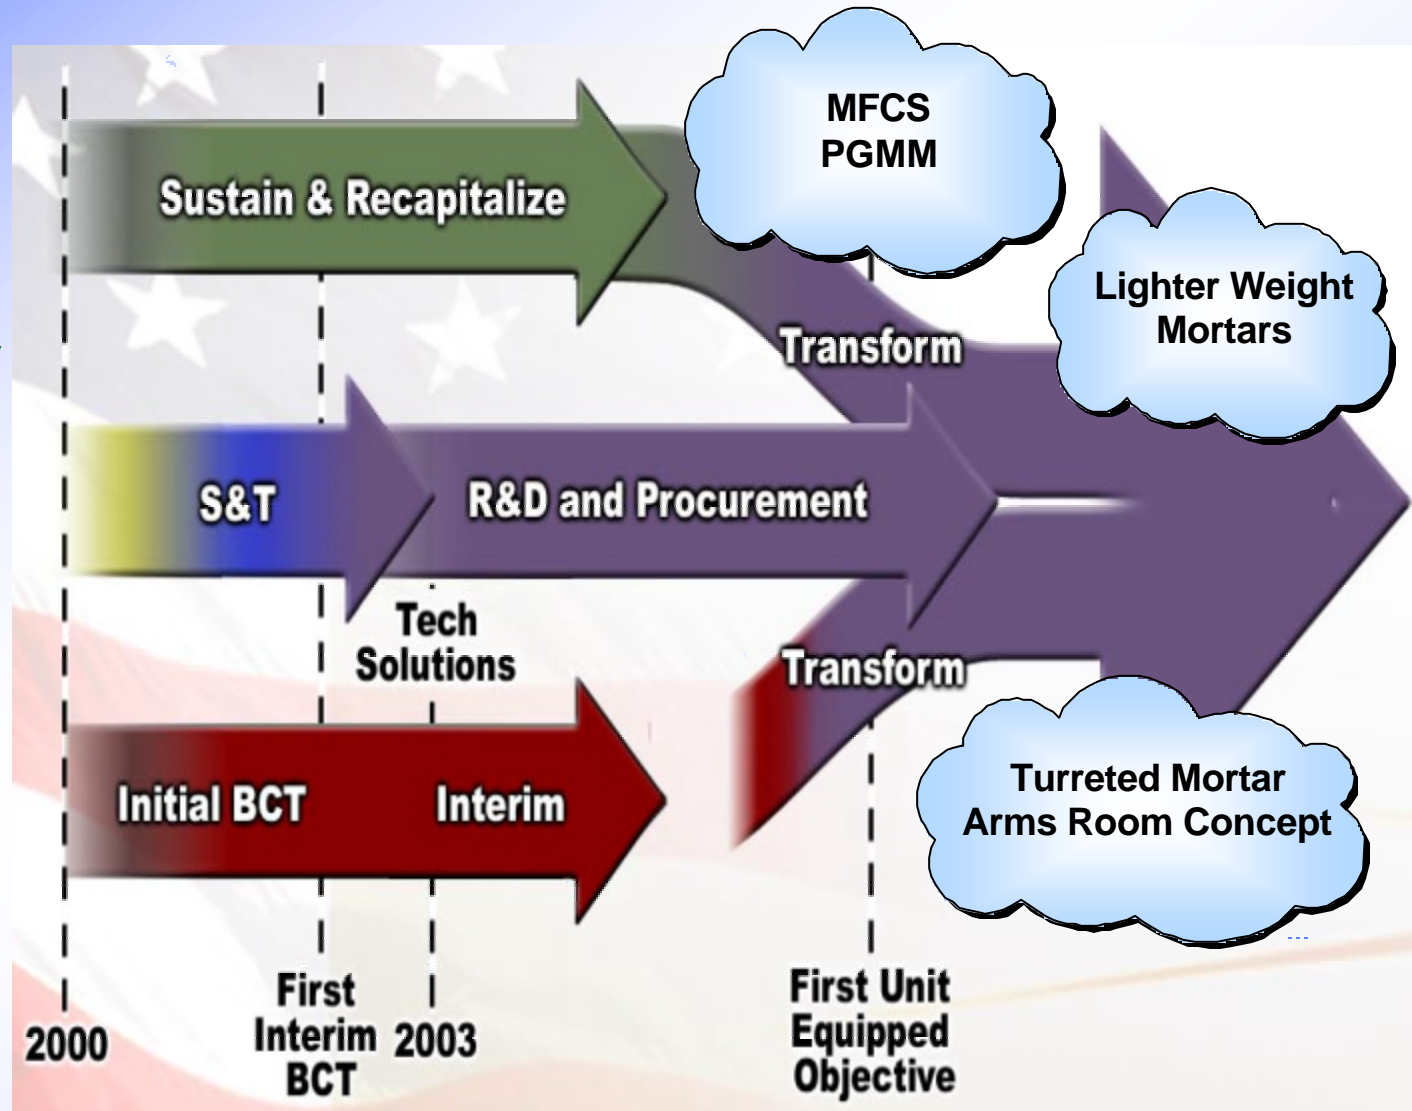 MFCS
PGMM
Sustain & Recapitalize
Lighter Weight
Mortars
Transform
S&T
R&D and Procurement
Tech
Solutions
Transform
Initial BCT
Interim
Turreted Mortar
Arms Room Concept
2000
First
Interim
BCT
2003
First Unit
Equipped
Objective